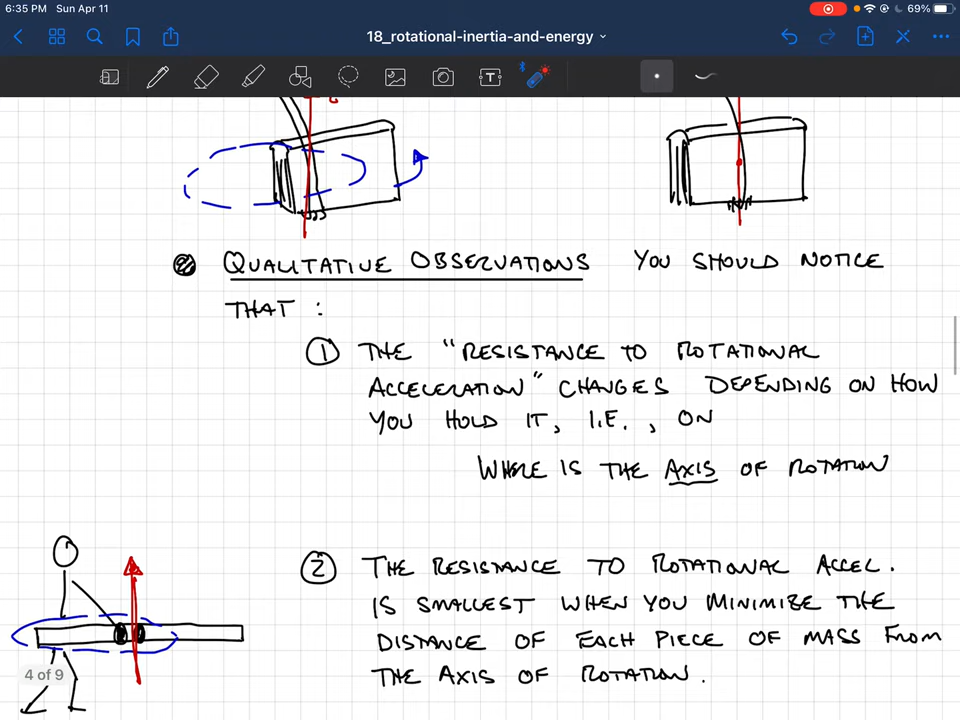 6:35 PM Sun Apr 11
69%
18_rotational-inertia-and-energy
T
QUALITATIVE OBSERVATIONS YOU SHOULD NOTICE
THAT :
1 THE "RESISTANCE TO ROTATIONAL
ACCELERATION" CHANGES DEPENDING ON HOW
YOU HOLD IT, I.E., ON
WHERE IS THE AXIS OF ROTATION
2 THE RESISTANCE TO ROTATIONAL ACCEL.
IS SMALLEST WHEN YOU MINIMIZE THE
DISTANCE OF EACH PIECE OF MASS FROM
THE AXIS OF ROTATION.
4 of 9